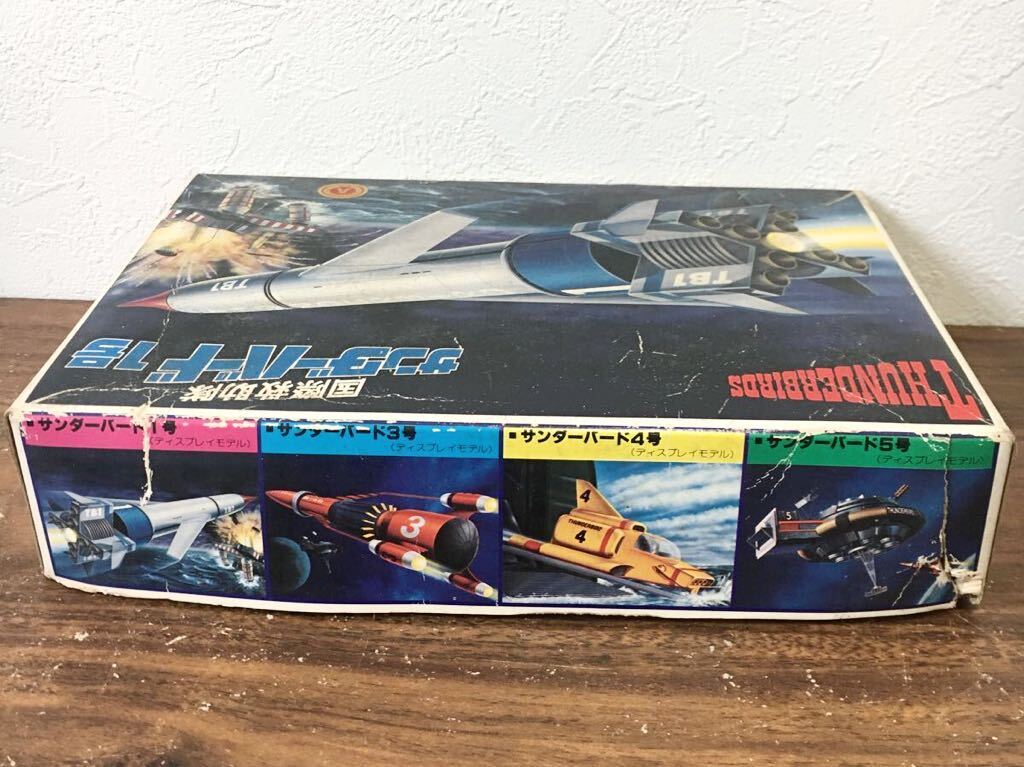 THUNDERBIRDS
国際救助隊
サンダーバード1号
TB1
TB1
A
■サンダーバード1号
(ディスプレイモデル)
TB1
■サンダーバード3号
(ディスプレイモデル)
3
■サンダーバード4号
(ディスプレイモデル)
4
THUNDERBIRD
4
■サンダーバード5号
(ディスプレイモデル)
5